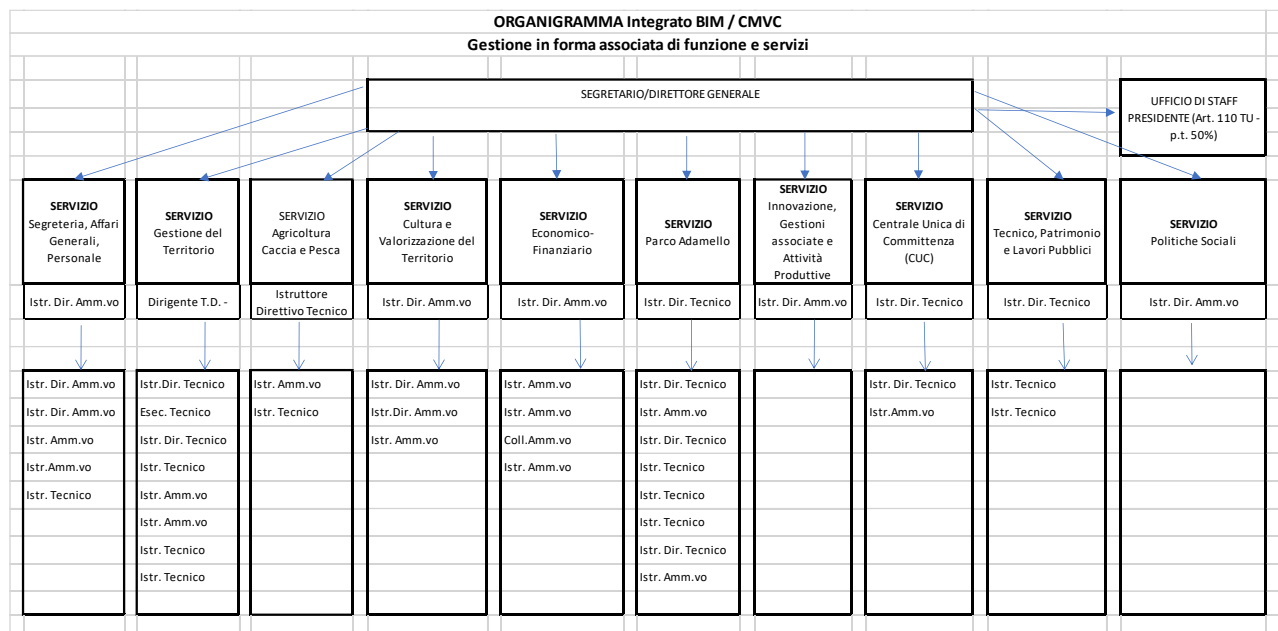 ORGANIGRAMMA Integrato BIM / CMVC
Gestione in forma associata di funzione e servizi
SEGRETARIO/DIRETTORE GENERALE
UFFICIO DI STAFF
PRESIDENTE (Art. 110 TU -
p.t. 50%)
SERVIZIO
Segreteria, Affari
Generali,
Personale
SERVIZIO
Gestione del
Territorio
SERVIZIO
Agricoltura
Caccia e Pesca
SERVIZIO
Cultura e
Valorizzazione del
Territorio
SERVIZIO
Economico-
Finanziario
SERVIZIO
Parco Adamello
SERVIZIO
Innovazione,
Gestioni
associate e
Attività
Produttive
SERVIZIO
Centrale Unica di
Committenza
(CUC)
SERVIZIO
Tecnico, Patrimonio
e Lavori Pubblici
SERVIZIO
Politiche Sociali
Istr. Dir. Amm.vo
Dirigente T.D. -
Istruttore
Direttivo Tecnico
Istr. Dir. Amm.vo
Istr. Dir. Amm.vo
Istr. Dir. Tecnico
Istr. Dir. Amm.vo
Istr. Dir. Tecnico
Istr. Dir. Tecnico
Istr. Dir. Amm.vo
Istr. Dir. Amm.vo
Istr. Dir. Amm.vo
Istr. Amm.vo
Istr.Amm.vo
Istr. Tecnico
Istr.Dir. Tecnico
Esec. Tecnico
Istr. Dir. Tecnico
Istr. Tecnico
Istr. Amm.vo
Istr. Amm.vo
Istr. Tecnico
Istr. Tecnico
Istr. Amm.vo
Istr. Tecnico
Istr. Dir. Amm.vo
Istr.Dir. Amm.vo
Istr. Amm.vo
Istr. Amm.vo
Istr. Amm.vo
Coll.Amm.vo
Istr. Amm.vo
Istr. Dir. Tecnico
Istr. Amm.vo
Istr. Dir. Tecnico
Istr. Tecnico
Istr. Tecnico
Istr. Tecnico
Istr. Dir. Tecnico
Istr. Amm.vo
Istr. Dir. Tecnico
Istr.Amm.vo
Istr. Tecnico
Istr. Tecnico